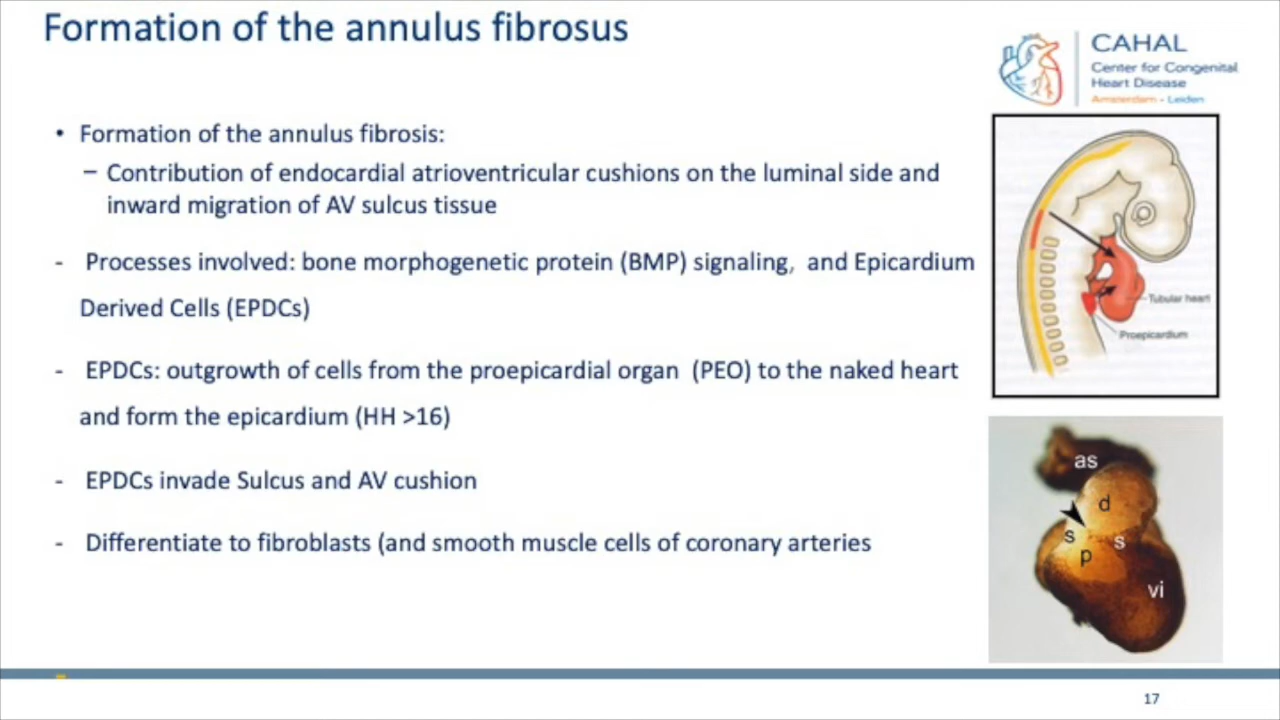 Formation of the annulus fibrosus
CAHAL
Center for Congenital
Heart Disease
Amsterdam - Leiden
• Formation of the annulus fibrosis:
– Contribution of endocardial atrioventricular cushions on the luminal side and
inward migration of AV sulcus tissue
- Processes involved: bone morphogenetic protein (BMP) signaling, and Epicardium
Derived Cells (EPDCs)
- EPDCs: outgrowth of cells from the proepicardial organ (PEO) to the naked heart
and form the epicardium (HH >16)
- EPDCs invade Sulcus and AV cushion
- Differentiate to fibroblasts (and smooth muscle cells of coronary arteries
Tubular heart
Proepicardium
as
d
s
s
p
vi
17